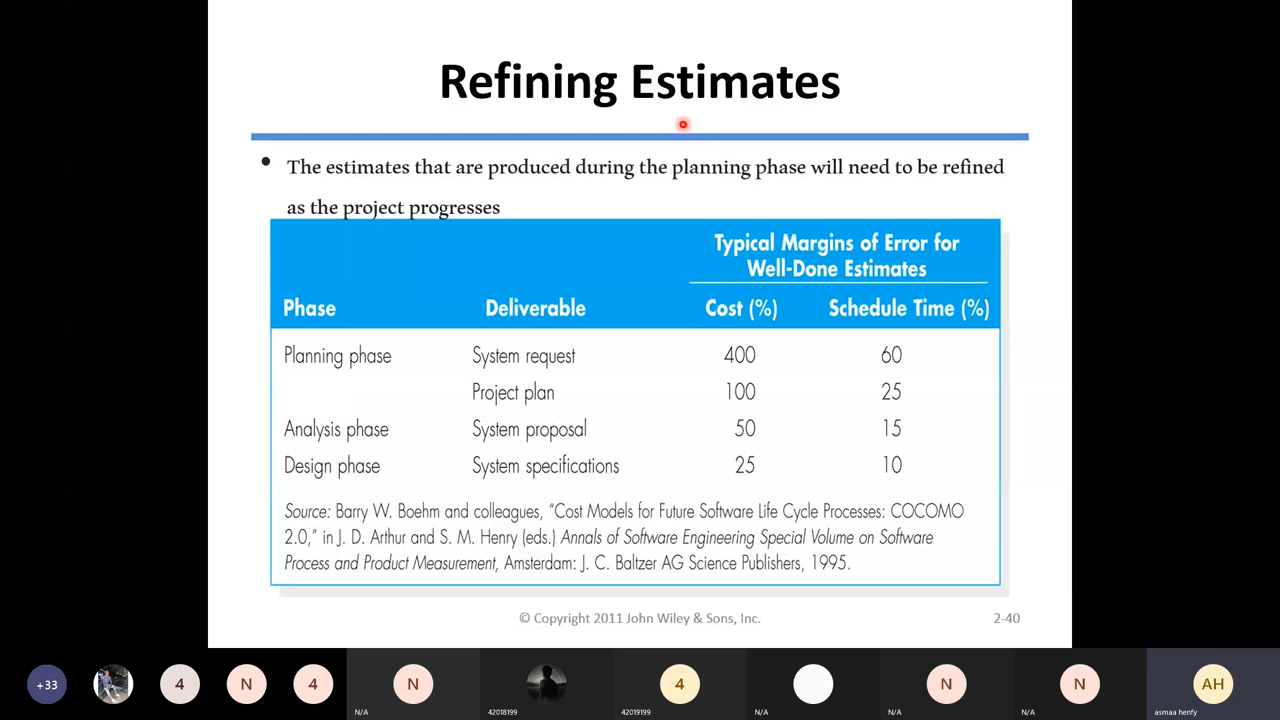 Refining Estimates
• The estimates that are produced during the planning phase will need to be refined
as the project progresses
Typical Margins of Error for
Well-Done Estimates
Phase Deliverable Cost (%) Schedule Time (%)
Planning phase System request 400 60
Project plan 100 25
Analysis phase System proposal 50 15
Design phase System specifications 25 10
Source: Barry W. Boehm and colleagues, “Cost Models for Future Software Life Cycle Processes: COCOMO
2.0,” in J. D. Arthur and S. M. Henry (eds.) Annals of Software Engineering Special Volume on Software
Process and Product Measurement, Amsterdam: J. C. Baltzer AG Science Publishers, 1995.
© Copyright 2011 John Wiley & Sons, Inc. 2-40
+33 4 N 4 N 4 N N AH
N/A 42018199 42019199 N/A N/A N/A asmaa henfy